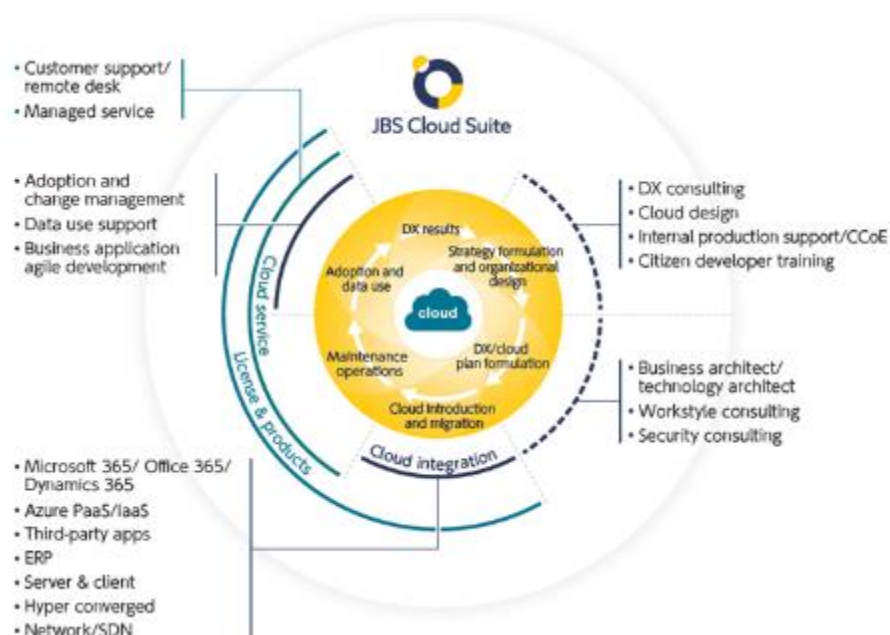 JBS Cloud Suite
• Customer support/
remote desk
• Managed service
• Adoption and
change management
• Data use support
• Business application
agile development
• DX consulting
• Cloud design
• Internal production support/CCoE
• Citizen developer training
• Business architect/
technology architect
• Workstyle consulting
• Security consulting
DX results
Strategy formulation
and organizational
design
DX/cloud
plan formulation
Cloud introduction
and migration
Maintenance
operations
Adoption and
data use
cloud
Cloud service
License & products
Cloud integration
• Microsoft 365/ Office 365/
Dynamics 365
• Azure PaaS/IaaS
• Third-party apps
• ERP
• Server & client
• Hyper converged
• Network/SDN